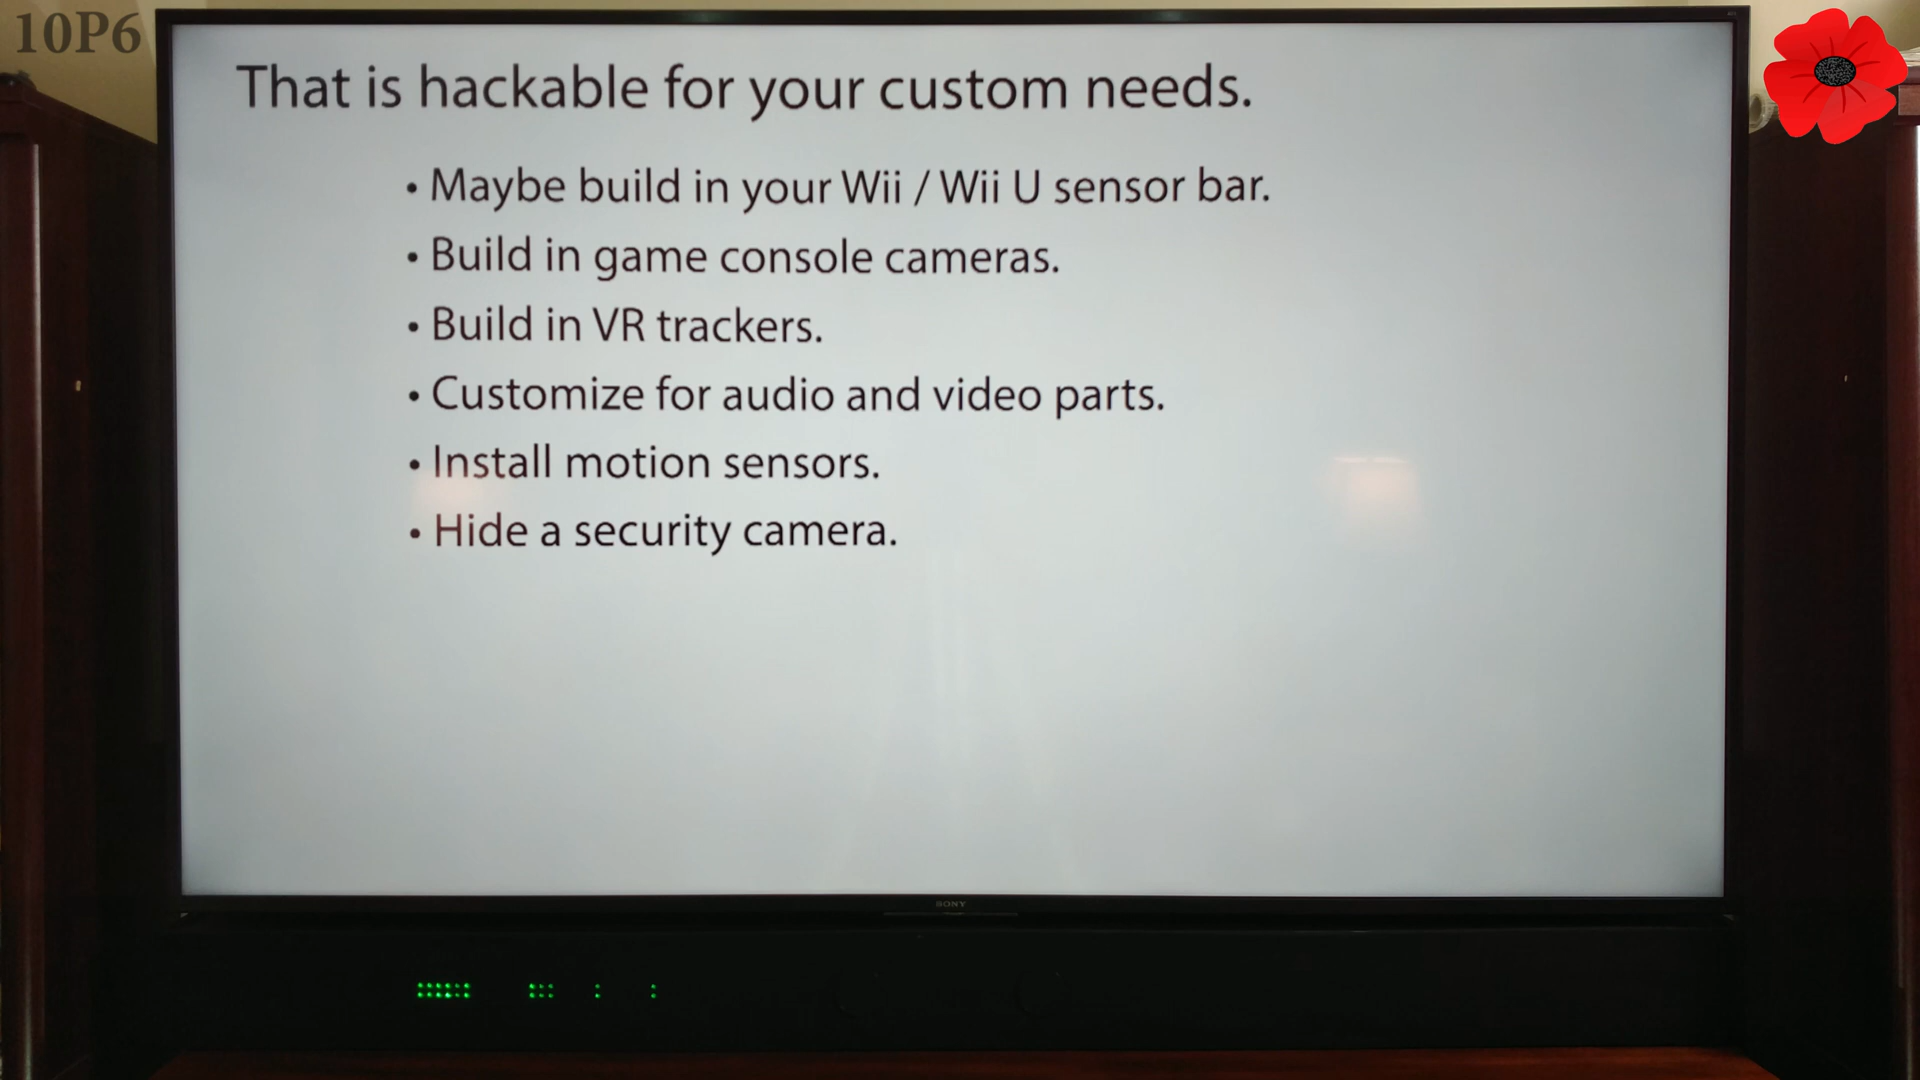 10P6
That is hackable for your custom needs.
• Maybe build in your Wii / Wii U sensor bar.
• Build in game console cameras.
• Build in VR trackers.
• Customize for audio and video parts.
• Install motion sensors.
• Hide a security camera.
SONY